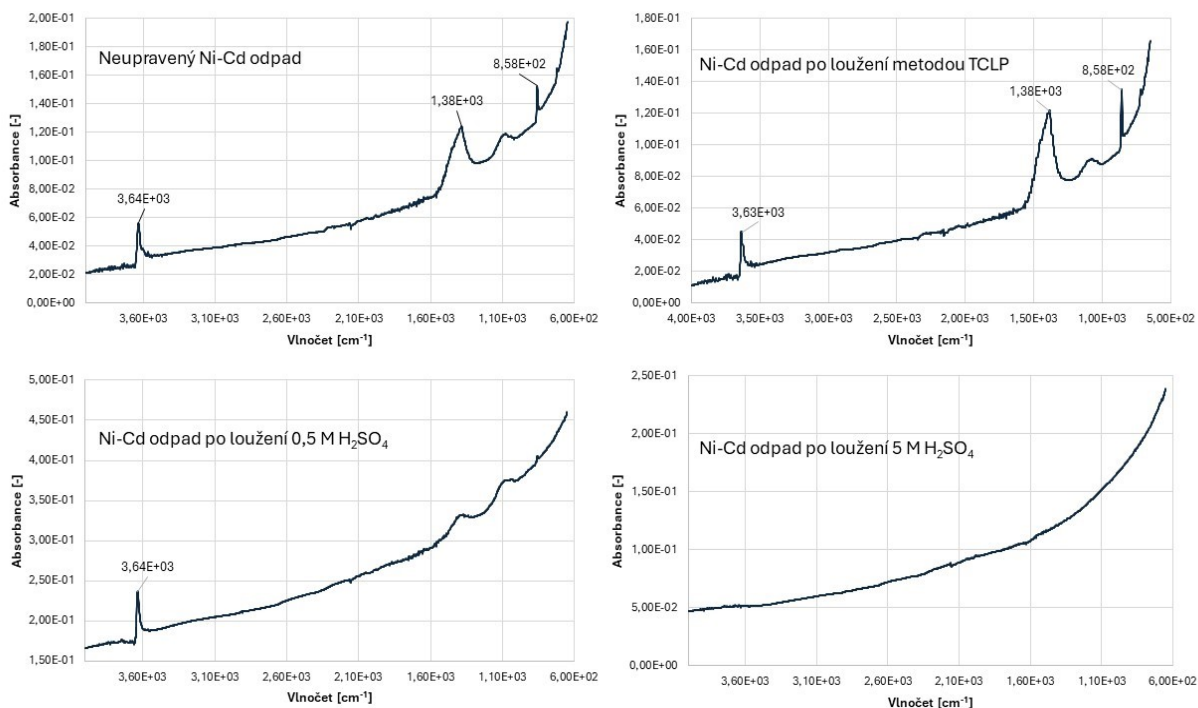 2,00E-01
1,80E-01
1,60E-01
1,40E-01
1,20E-01
1,00E-01
8,00E-02
6,00E-02
4,00E-02
2,00E-02
0,00E+00
Absorbance [-]
Neupravený Ni-Cd odpad
3,64E+03
1,38E+03
8,58E+02
3,60E+03 3,10E+03 2,60E+03 2,10E+03 1,60E+03 1,10E+03 6,00E+02
Vlnočet [cm-1]
1,80E-01
1,60E-01
1,40E-01
1,20E-01
1,00E-01
8,00E-02
6,00E-02
4,00E-02
2,00E-02
0,00E+00
Absorbance [-]
Ni-Cd odpad po loužení metodou TCLP
3,63E+03
1,38E+03
8,58E+02
4,00E+03 3,50E+03 3,00E+03 2,50E+03 2,00E+03 1,50E+03 1,00E+03 5,00E+02
Vlnočet [cm-1]
5,00E-01
4,50E-01
4,00E-01
3,50E-01
3,00E-01
2,50E-01
2,00E-01
1,50E-01
Absorbance [-]
Ni-Cd odpad po loužení 0,5 M H2SO4
3,64E+03
3,60E+03 3,10E+03 2,60E+03 2,10E+03 1,60E+03 1,10E+03 6,00E+02
Vlnočet [cm-1]
2,50E-01
2,00E-01
1,50E-01
1,00E-01
5,00E-02
0,00E+00
Absorbance [-]
Ni-Cd odpad po loužení 5 M H2SO4
3,60E+03 3,10E+03 2,60E+03 2,10E+03 1,60E+03 1,10E+03 6,00E+02
Vlnočet [cm-1]